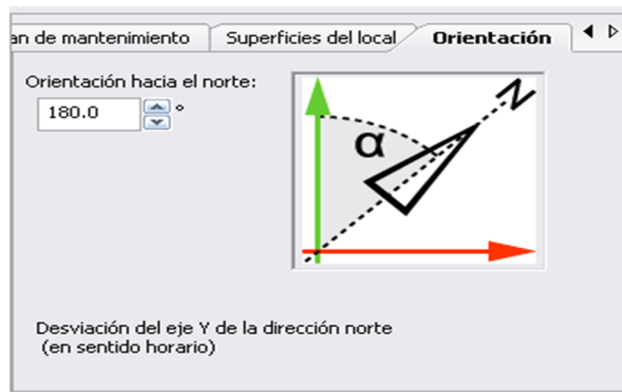 an de mantenimiento Superficies del local Orientación
Orientación hacia el norte:
180.0 °
α
N
Desviación del eje Y de la dirección norte
(en sentido horario)